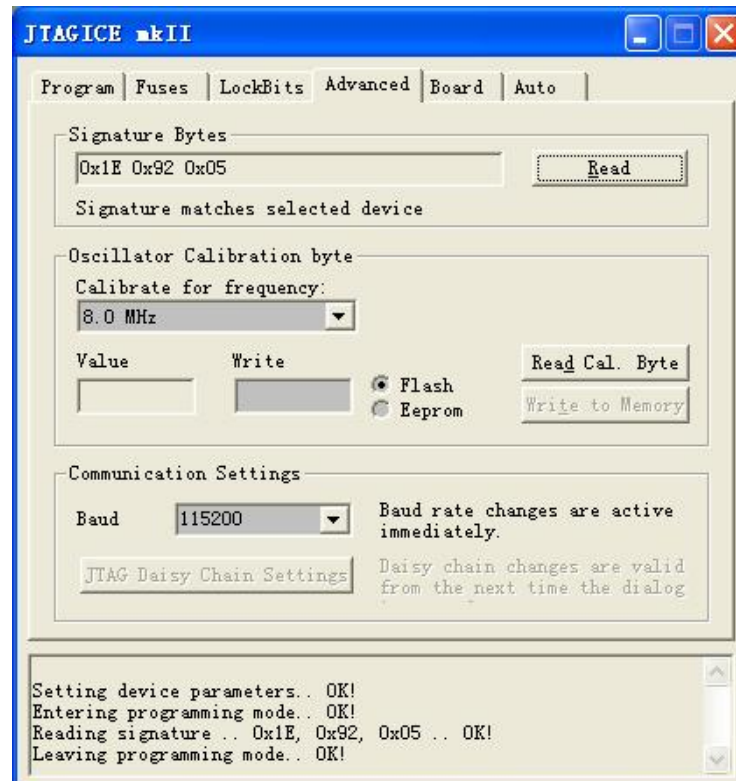 JTAGICE mkII
Program Fuses LockBits Advanced Board Auto
Signature Bytes
0x1E 0x92 0x05
Read
Signature matches selected device
Oscillator Calibration byte
Calibrate for frequency:
8.0 MHz
Value Write
Read Cal. Byte
Flash
Eeprom
Write to Memory
Communication Settings
Baud 115200
Baud rate changes are active
immediately.
JTAG Daisy Chain Settings
Daisy chain changes are valid
from the next time the dialog
Setting device parameters.. OK!
Entering programming mode.. OK!
Reading signature .. 0x1E, 0x92, 0x05 .. OK!
Leaving programming mode.. OK!